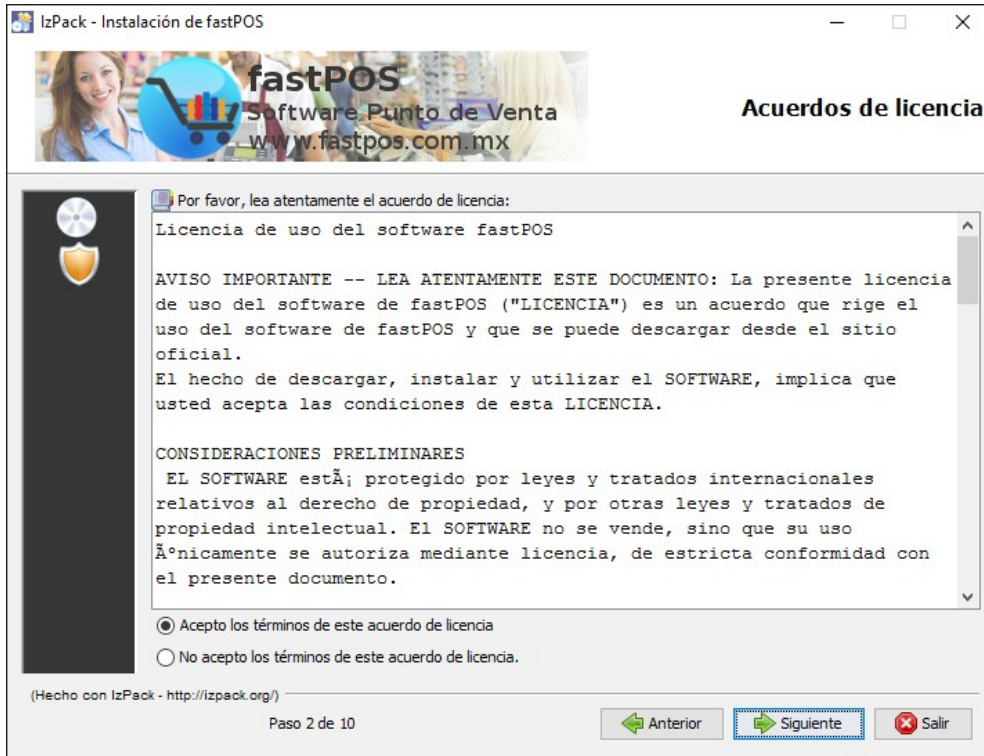 IzPack - Instalación de fastPOS
fastPOS
Software Punto de Venta
www.fastpos.com.mx
Acuerdos de licencia
Por favor, lea atentamente el acuerdo de licencia:
Licencia de uso del software fastPOS
AVISO IMPORTANTE -- LEA ATENTAMENTE ESTE DOCUMENTO: La presente licencia
de uso del software de fastPOS ("LICENCIA") es un acuerdo que rige el
uso del software de fastPOS y que se puede descargar desde el sitio
oficial.
El hecho de descargar, instalar y utilizar el SOFTWARE, implica que
usted acepta las condiciones de esta LICENCIA.
CONSIDERACIONES PRELIMINARES
EL SOFTWARE estÃ¡ protegido por leyes y tratados internacionales
relativos al derecho de propiedad, y por otras leyes y tratados de
propiedad intelectual. El SOFTWARE no se vende, sino que su uso
Ãºnicamente se autoriza mediante licencia, de estricta conformidad con
el presente documento.
Acepto los términos de este acuerdo de licencia
No acepto los términos de este acuerdo de licencia.
(Hecho con IzPack - http://izpack.org/)
Paso 2 de 10
Anterior
Siguiente
Salir